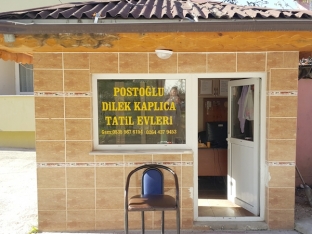 POSTOĞLU
DİLEK KAPLICA
TATİL EVLERİ